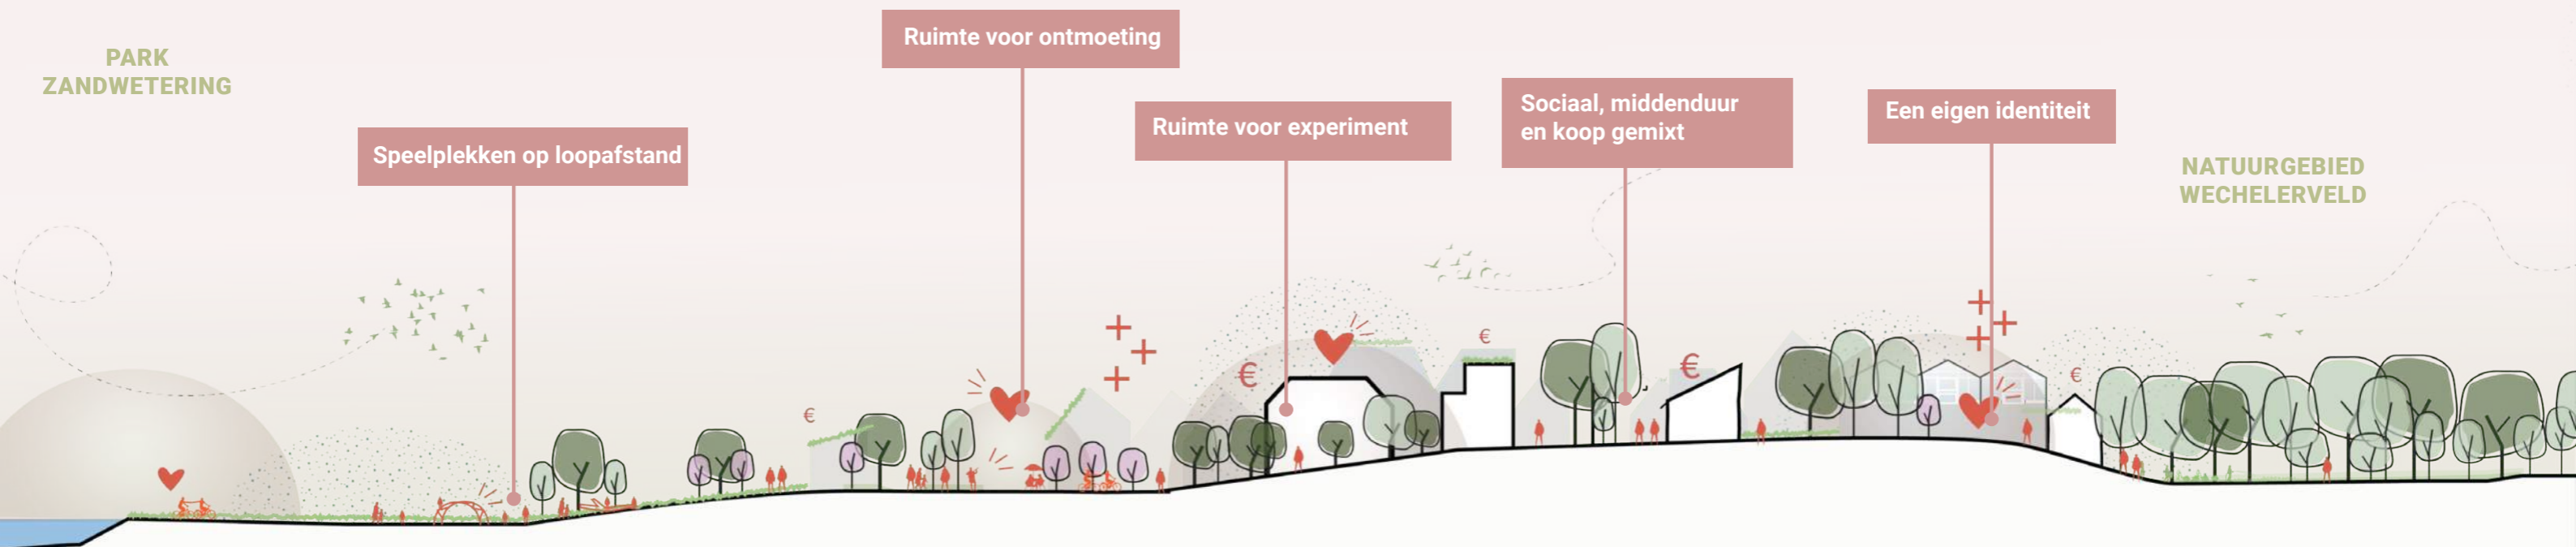 PARK
ZANDWETERING
Speelplekken op loopafstand
Ruimte voor ontmoeting
Ruimte voor experiment
Sociaal, middenduur
en koop gemixt
Een eigen identiteit
NATUURGEBIED
WECHELERVELD
€
€
€
€
€